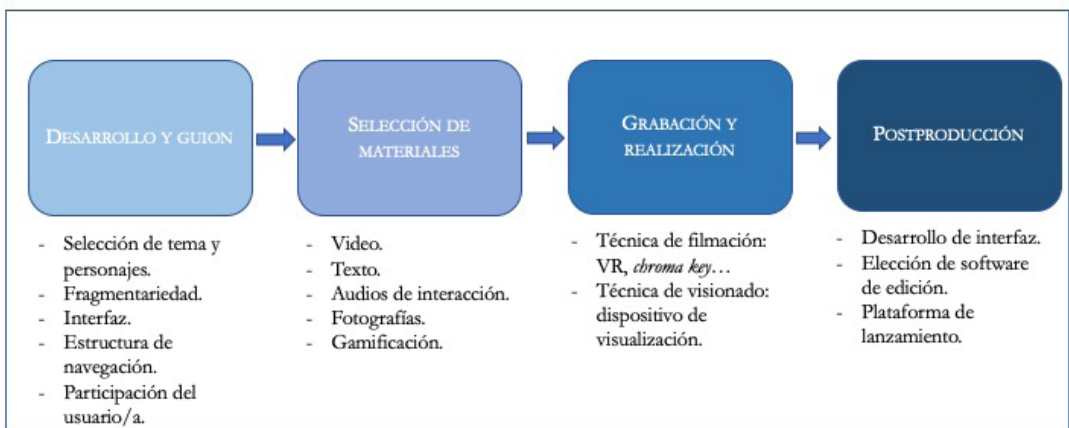 DESARROLLO Y GUION
- Selección de tema y
personajes.
- Fragmentariedad.
- Interfaz.
- Estructura de
navegación.
- Participación del
usuario/a.
SELECCIÓN DE
MATERIALES
- Video.
- Texto.
- Audios de interacción.
- Fotografías.
- Gamificación.
GRABACIÓN Y
REALIZACIÓN
- Técnica de filmación:
VR, chroma key…
- Técnica de visionado:
dispositivo de
visualización.
POSTPRODUCCIÓN
- Desarrollo de interfaz.
- Elección de software
de edición.
- Plataforma de
lanzamiento.